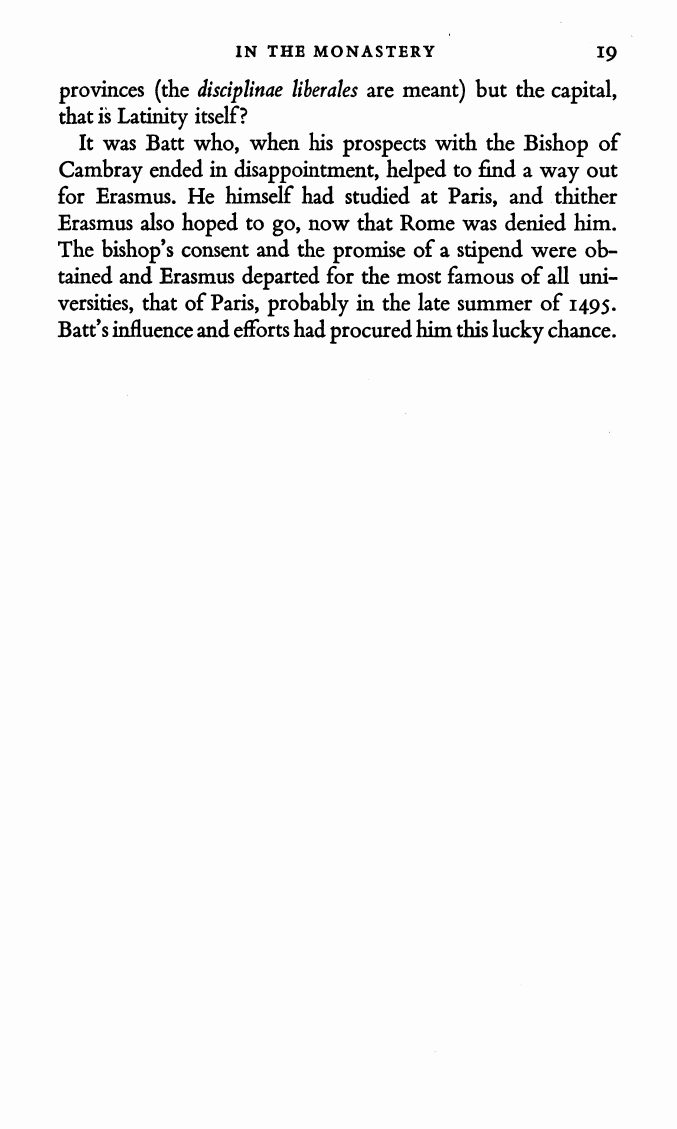 IN THE MONASTERY 19
provinces (the disciplinae liberales are meant) but the capital,
that is Latinity itself?
It was Batt who, when his prospects with the Bishop of
Cambray ended in disappointment, helped to find a way out
for Erasmus. He himself had studied at Paris, and thither
Erasmus also hoped to go, now that Rome was denied him.
The bishop's consent and the promise of a stipend were ob-
tained and Erasmus departed for the most famous of all uni-
versities, that of Paris, probably in the late summer of 1495.
Batt's influence and efforts had procured him this lucky chance.